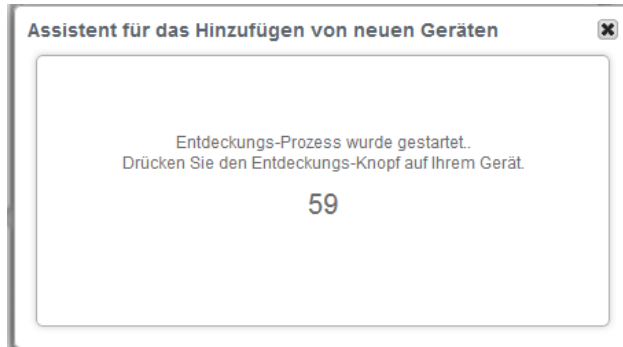 Assistent für das Hinzufügen von neuen Geräten
Entdeckungs-Prozess wurde gestartet..
Drücken Sie den Entdeckungs-Knopf auf Ihrem Gerät.
59